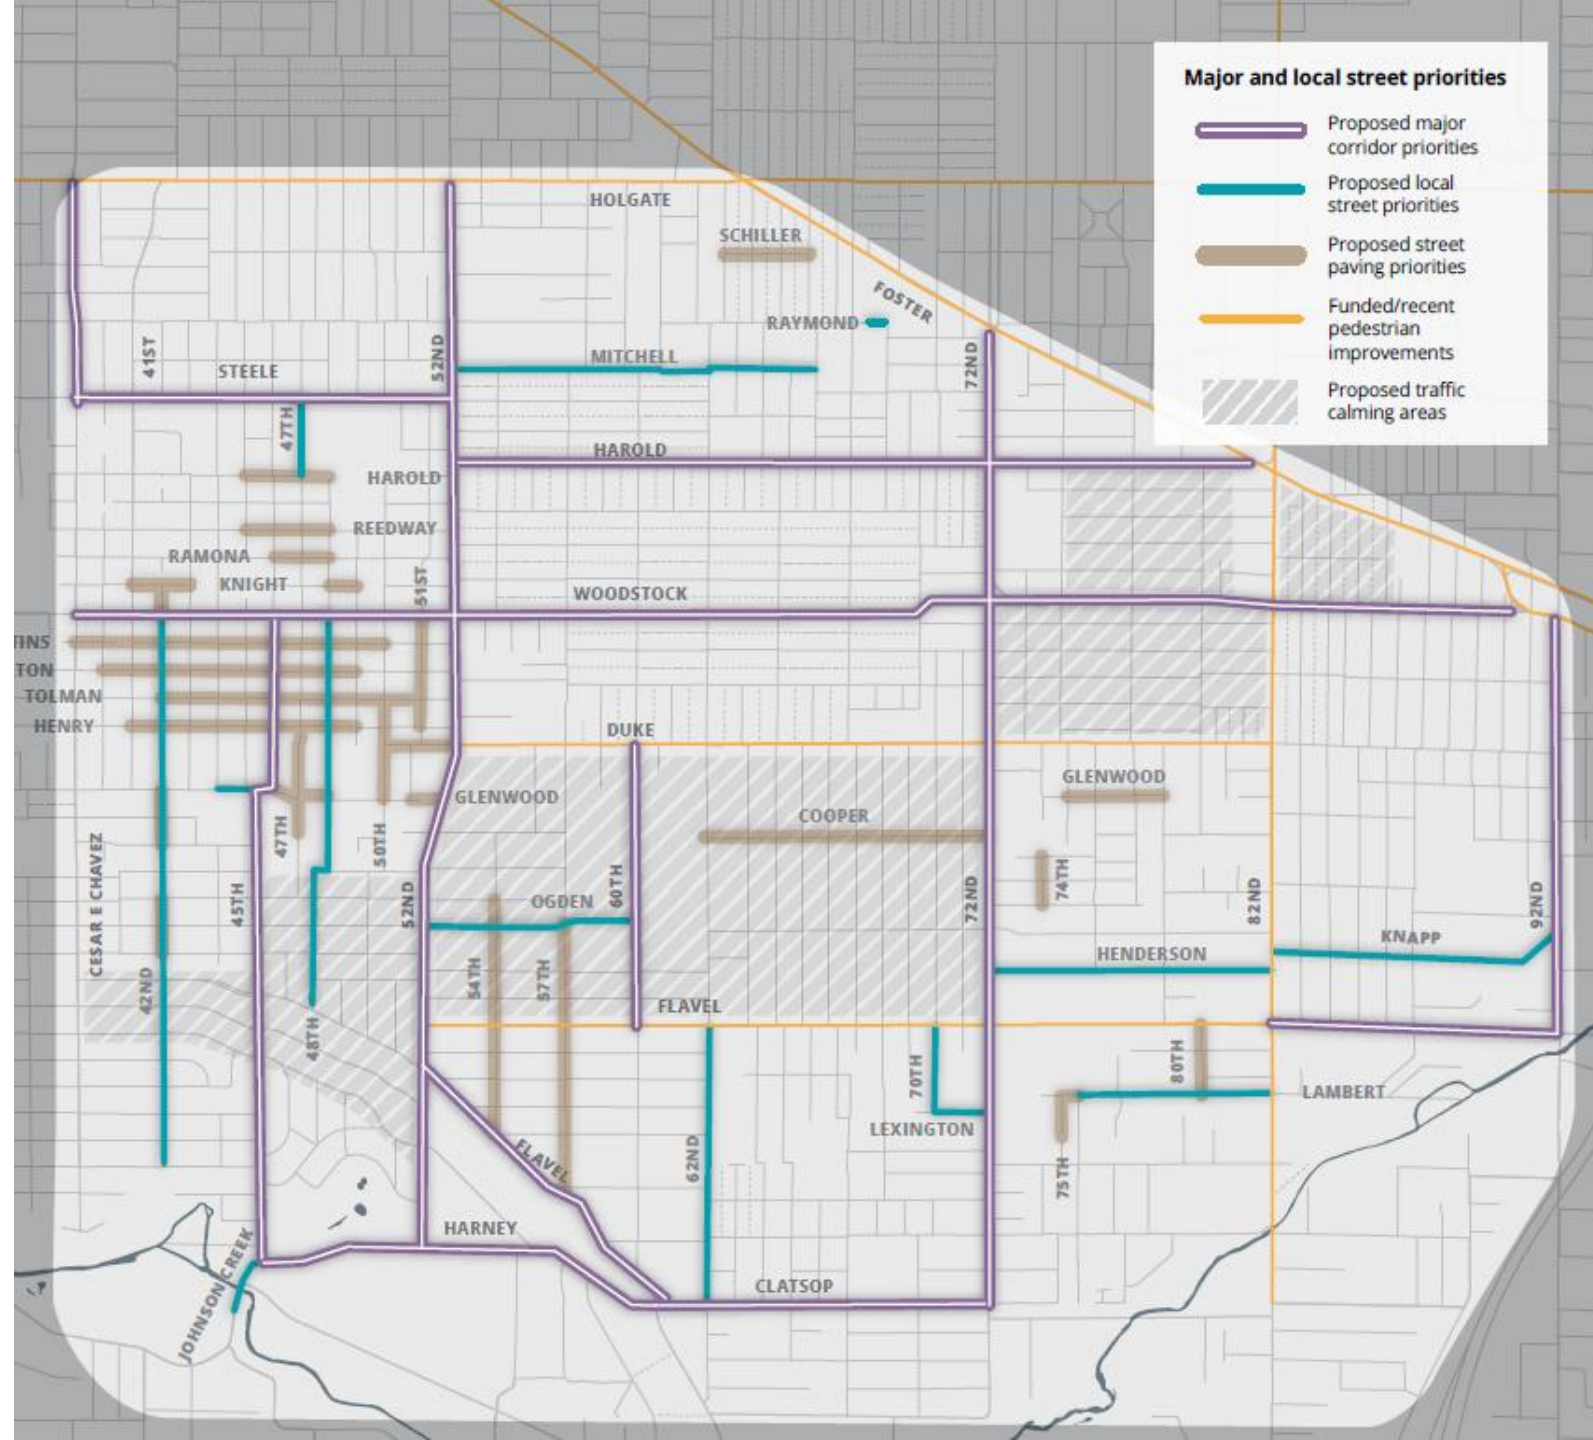 Major and local street priorities
Proposed major
corridor priorities
Proposed local
street priorities
Proposed street
paving priorities
Funded/recent
pedestrian
improvements
Proposed traffic
calming areas
HOLGATE
SCHILLER
FOSTER
RAYMOND
41ST
52ND
72ND
MITCHELL
STEELE
47TH
HAROLD
HAROLD
REEDWAY
RAMONA
KNIGHT
51ST
WOODSTOCK
TINS
TON
TOLMAN
HENRY
DUKE
GLENWOOD
GLENWOOD
COOPER
47TH
50TH
CESAR E CHAVEZ
45TH
52ND
OGDEN
60TH
72ND
74TH
82ND
92ND
KNAPP
HENDERSON
42ND
54TH
57TH
FLAVEL
48TH
70TH
80TH
LAMBERT
LEXINGTON
62ND
75TH
FLAVEL
HARNEY
JOHNSON CREEK
CLATSOP